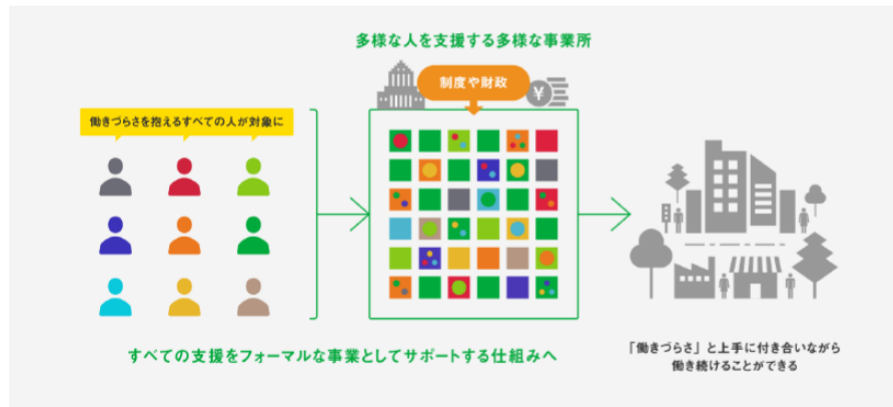 多様な人を支援する多様な事業所
制度や財政
¥
働きづらさを抱えるすべての人が対象に
すべての支援をフォーマルな事業としてサポートする仕組みへ
「働きづらさ」と上手に付き合いながら
働き続けることができる